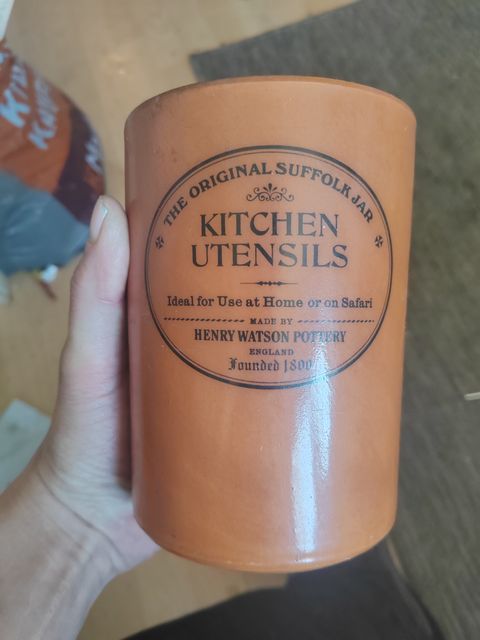 THE ORIGINAL SUFFOLK JAR
KITCHEN
UTENSILS
Ideal for Use at Home or on Safari
MADE BY
HENRY WATSON POTTERY
ENGLAND
Founded 1800